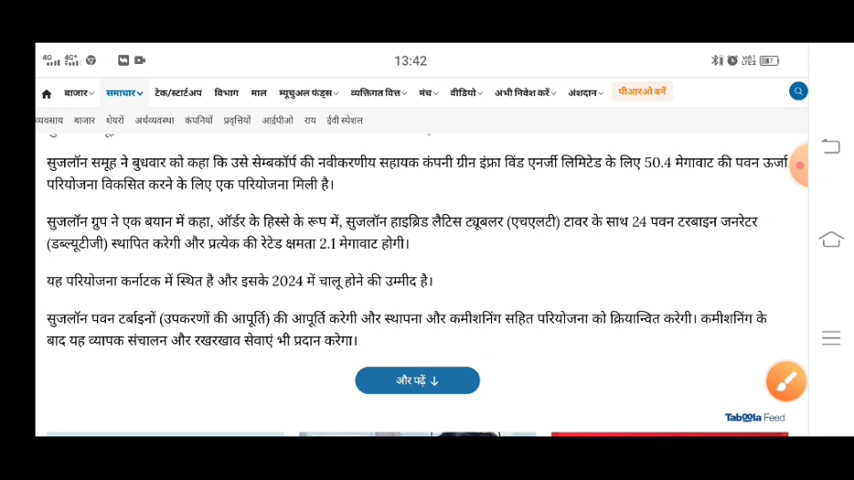 13:42
बाजार समाचार टेक/स्टार्टअप विभाग माल म्यूचुअल फंड्स व्यक्तिगत वित्त मंच वीडियो अभी निवेश करें अंशदान पीआरओ बनें
व्यवसाय बाजार शेयरों अर्थव्यवस्था कंपनियों प्रवृत्तियों आईपीओ राय ईवी स्पेशल
सुजलॉन समूह ने बुधवार को कहा कि उसे सेम्बकॉर्प की नवीकरणीय सहायक कंपनी ग्रीन इंफ्रा विंड एनर्जी लिमिटेड के लिए 50.4 मेगावाट की पवन ऊर्जा
परियोजना विकसित करने के लिए एक परियोजना मिली है।
सुजलॉन ग्रुप ने एक बयान में कहा, ऑर्डर के हिस्से के रूप में, सुजलॉन हाइब्रिड लैटिस ट्यूबलर (एचएलटी) टावर के साथ 24 पवन टरबाइन जनरेटर
(डब्ल्यूटीजी) स्थापित करेगी और प्रत्येक की रेटेड क्षमता 2.1 मेगावाट होगी।
यह परियोजना कर्नाटक में स्थित है और इसके 2024 में चालू होने की उम्मीद है।
सुजलॉन पवन टर्बाइनों (उपकरणों की आपूर्ति) की आपूर्ति करेगी और स्थापना और कमीशनिंग सहित परियोजना को क्रियान्वित करेगी। कमीशनिंग के
बाद यह व्यापक संचालन और रखरखाव सेवाएं भी प्रदान करेगा।
और पढ़ें ↓
Taboola Feed